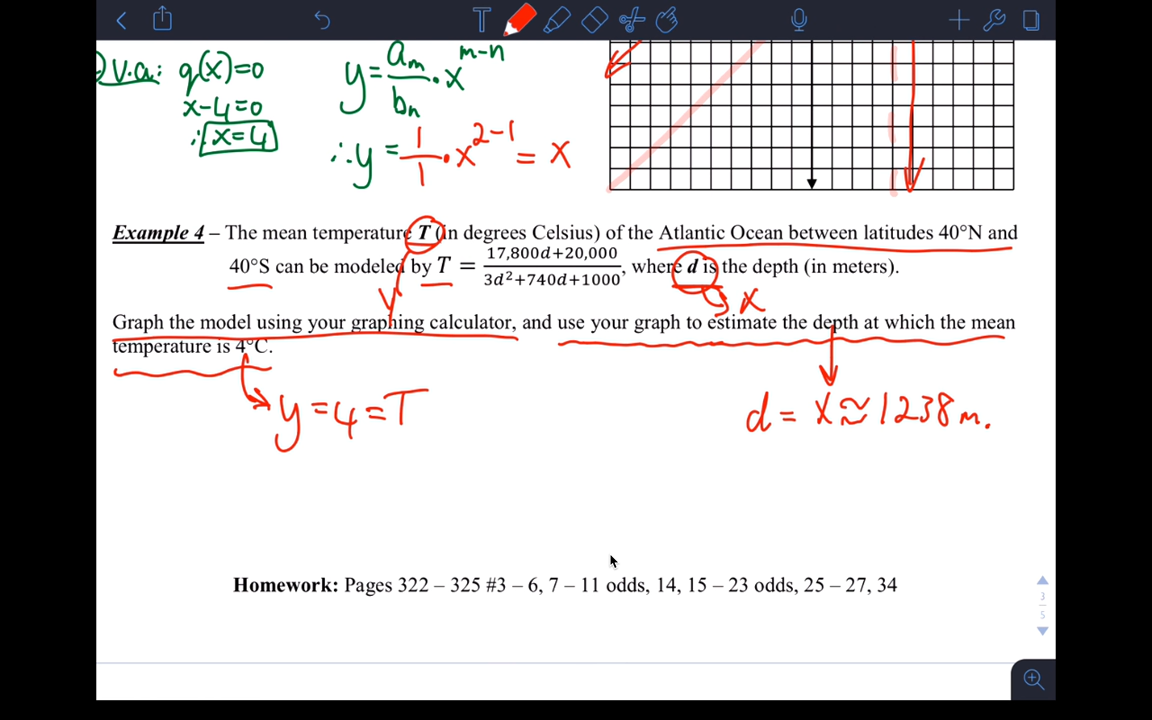 T
V.a: q(x)=0
x-4=0
∴ x=4
y = aₘ/bₙ · x^(m-n)
∴ y = 1/1 · x^(2-1) = x
Example 4 – The mean temperature T (in degrees Celsius) of the Atlantic Ocean between latitudes 40°N and
40°S can be modeled by T = (17,800d+20,000)/(3d²+740d+1000), where d is the depth (in meters).
y
x
Graph the model using your graphing calculator, and use your graph to estimate the depth at which the mean
temperature is 4°C.
y = 4 = T
d = x ≈ 1238 m.
Homework: Pages 322 – 325 #3 – 6, 7 – 11 odds, 14, 15 – 23 odds, 25 – 27, 34
3
5